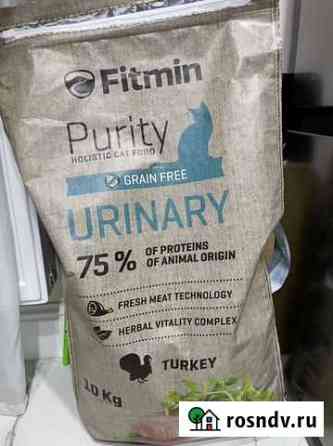 Fitmin
Purity
HOLISTIC CAT FOOD
GRAIN FREE
URINARY
75 % OF PROTEINS
OF ANIMAL ORIGIN
FRESH MEAT TECHNOLOGY
HERBAL VITALITY COMPLEX
TURKEY
10 Kg
rosndv.ru